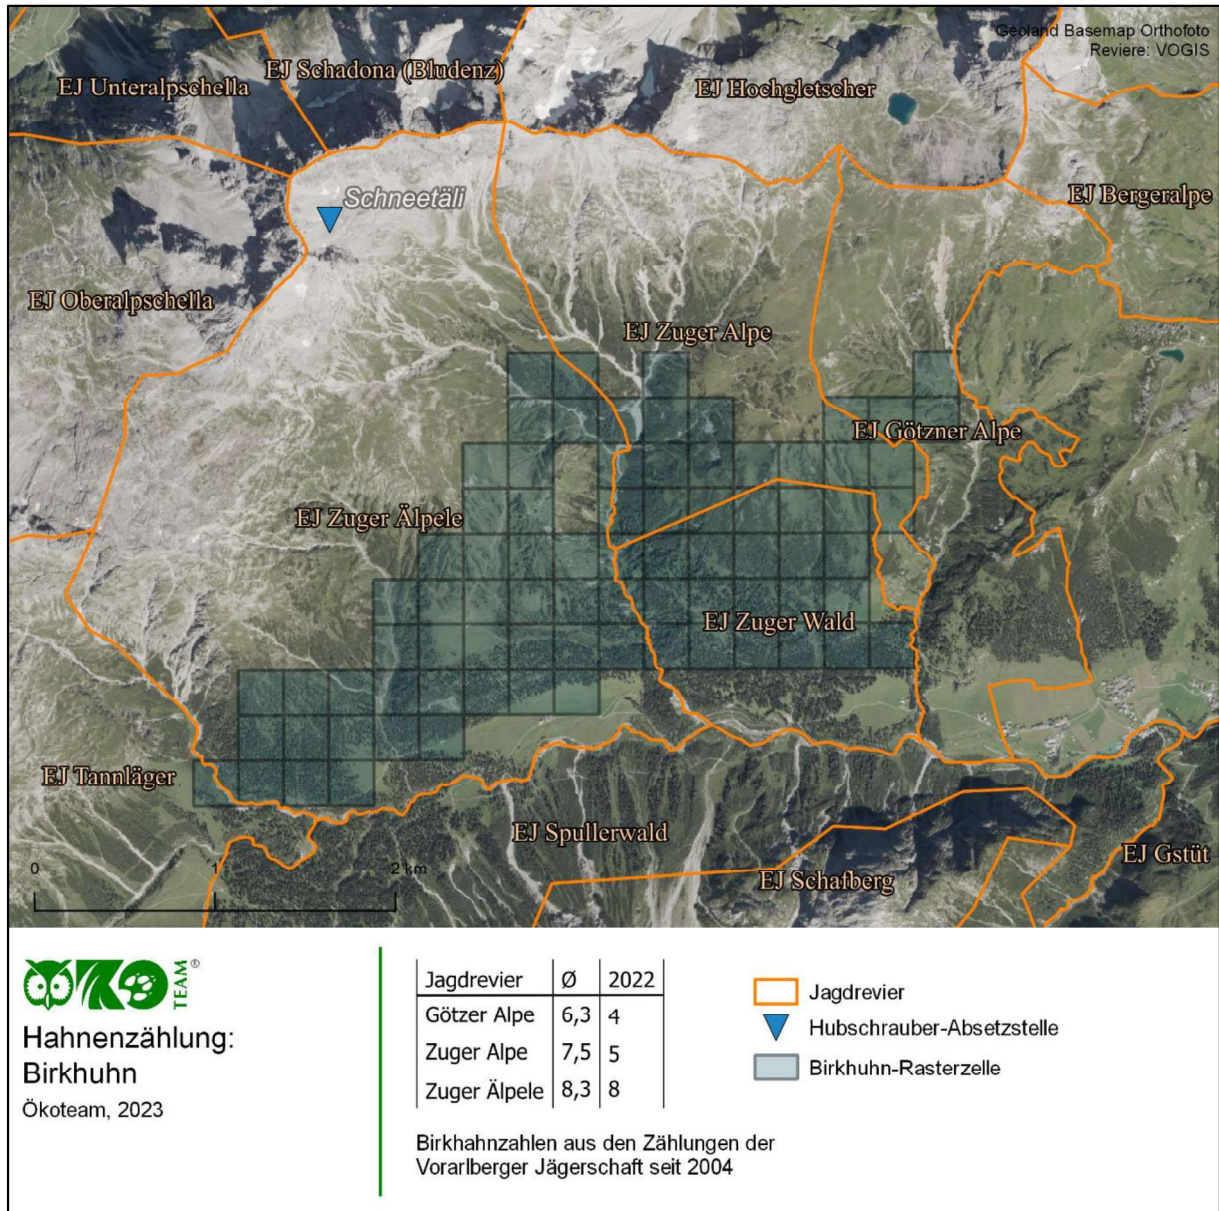 Geoland Basemap Orthofoto
Reviere: VOGIS
EJ Schadona (Bludenz)
EJ Unteralpschella
EJ Hochgletscher
Schneetäli
EJ Bergeralpe
EJ Oberalpschella
EJ Zuger Alpe
EJ Götzner Alpe
EJ Zuger Älpele
EJ Zuger Wald
EJ Tannläger
EJ Spullerwald
EJ Gstüt
EJ Schafberg
0 1 2 km
ÖKO TEAM ®
Hahnenzählung:
Birkhuhn
Ökoteam, 2023
Jagdrevier Ø 2022
Götzer Alpe 6,3 4
Zuger Alpe 7,5 5
Zuger Älpele 8,3 8
Birkhahnzahlen aus den Zählungen der
Vorarlberger Jägerschaft seit 2004
Jagdrevier
Hubschrauber-Absetzstelle
Birkhuhn-Rasterzelle